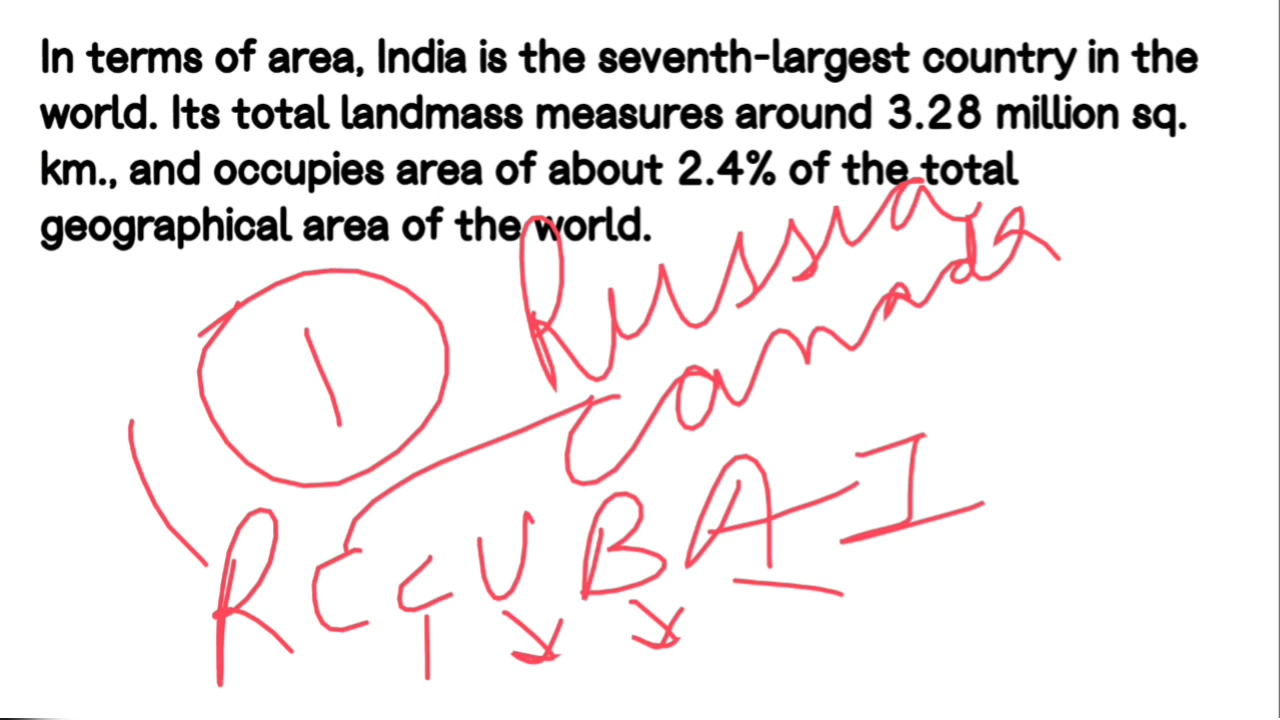 In terms of area, India is the seventh-largest country in the
world. Its total landmass measures around 3.28 million sq.
km., and occupies area of about 2.4% of the total
geographical area of the world.
Russia
Canada
1
R C C U B A I